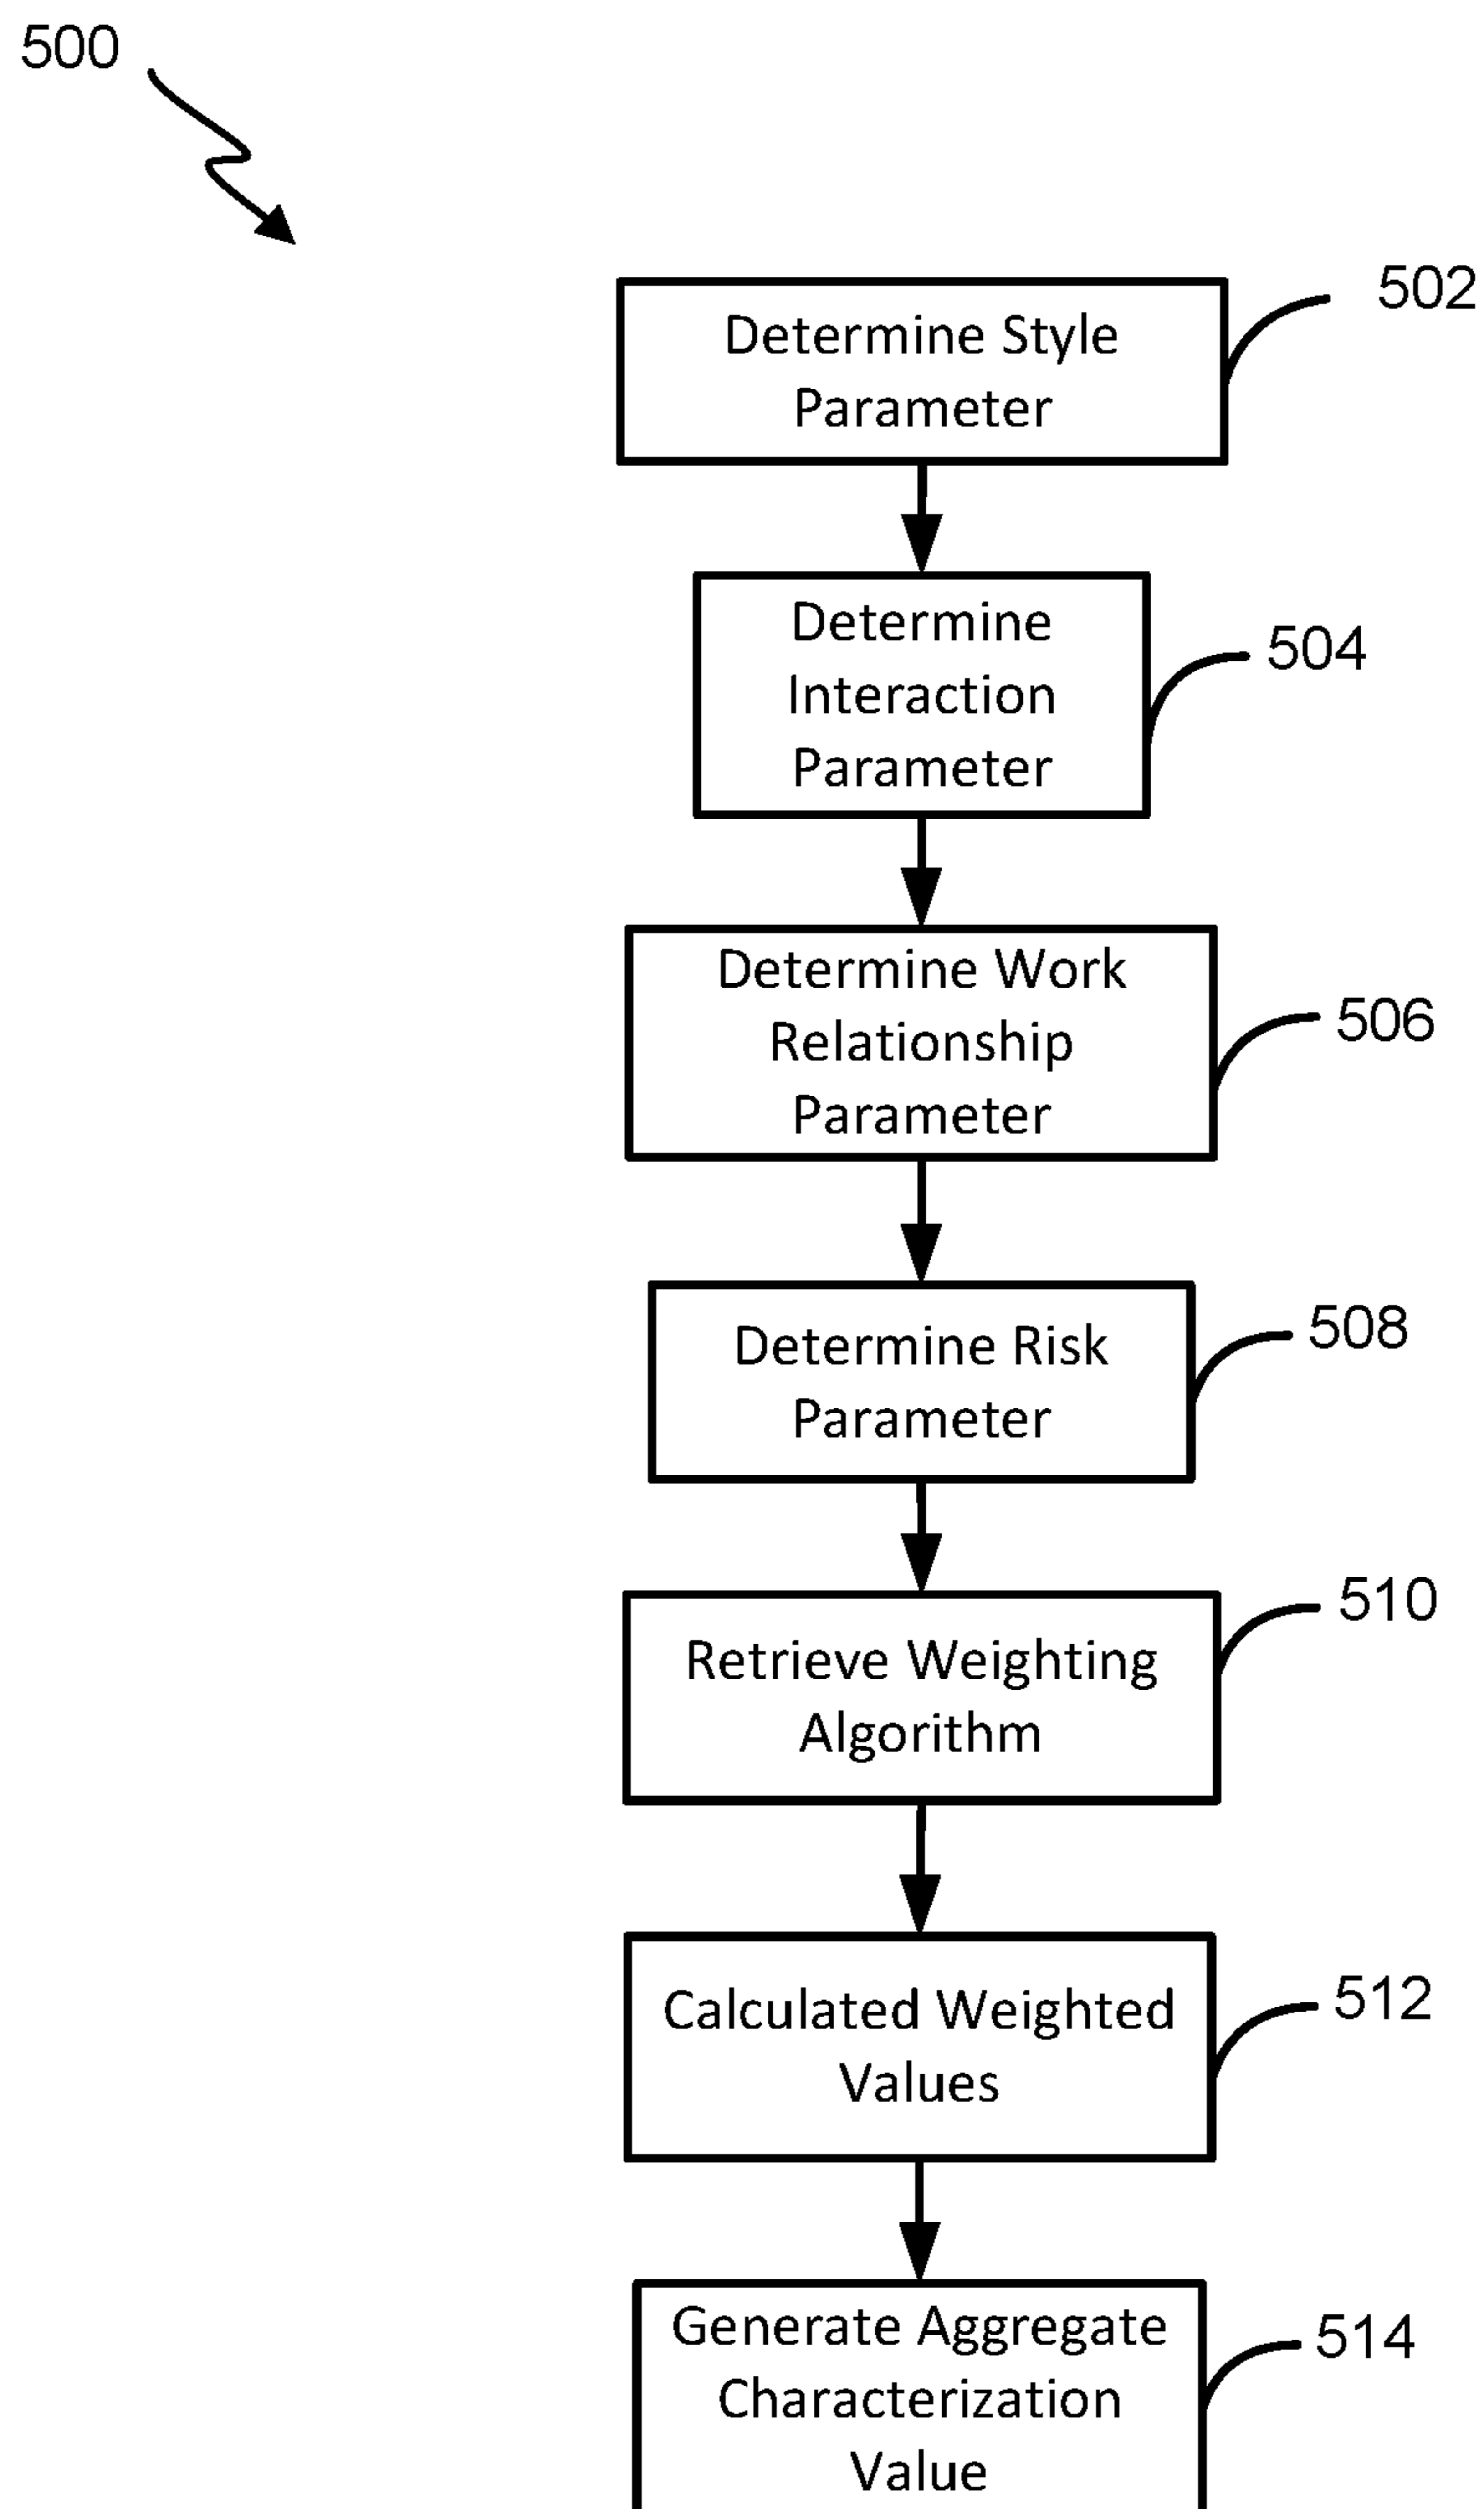 500
502
Determine Style
Parameter
504
Determine
Interaction
Parameter
506
Determine Work
Relationship
Parameter
508
Determine Risk
Parameter
510
Retrieve Weighting
Algorithm
512
Calculated Weighted
Values
514
Generate Aggregate
Characterization
Value